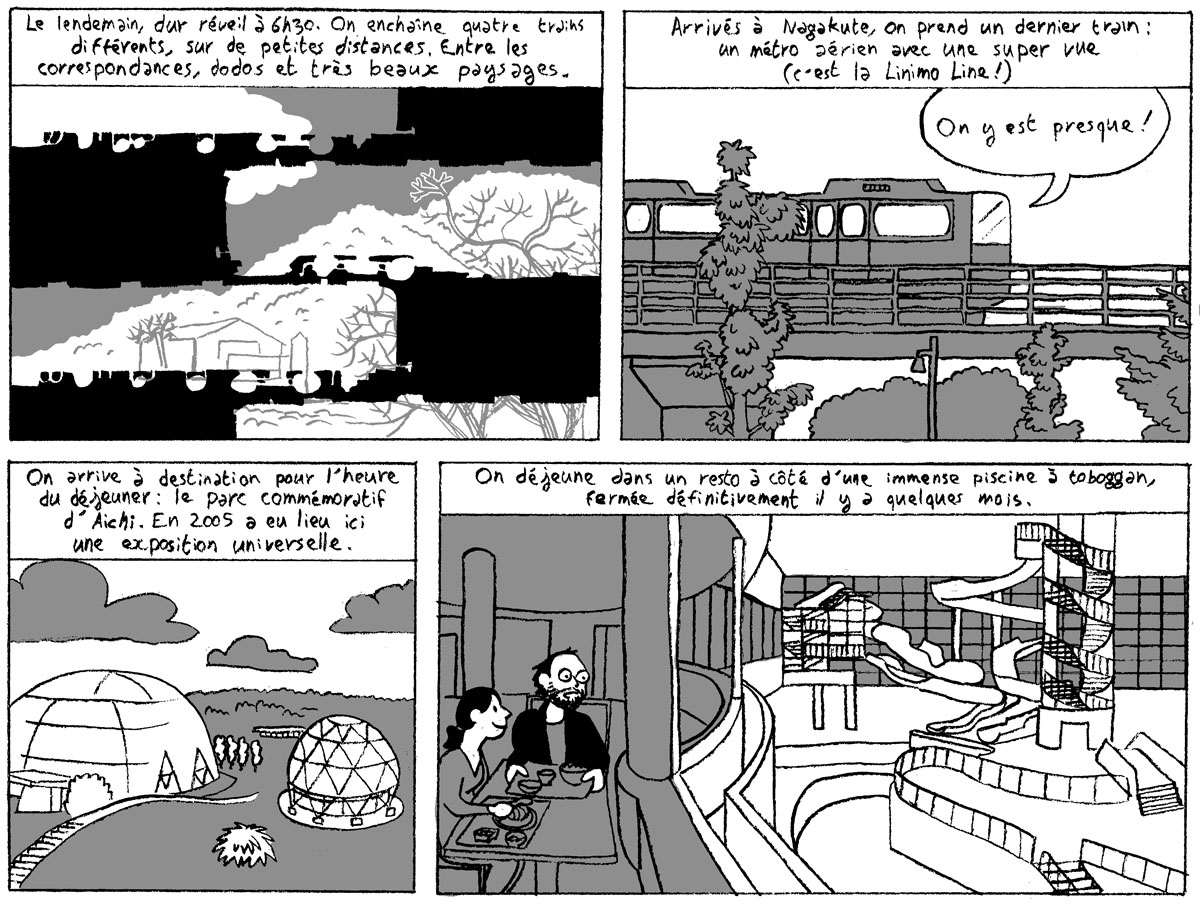 Le lendemain, dur réveil à 6h30. On enchaîne quatre trains
différents, sur de petites distances. Entre les
correspondances, dodos et très beaux paysages.
Arrivés à Nagakute, on prend un dernier train :
un métro aérien avec une super vue
(c'est la Linimo Line !)
On y est presque !
On arrive à destination pour l'heure
du déjeuner : le parc commémoratif
d'Aichi. En 2005 a eu lieu ici
une exposition universelle.
On déjeune dans un resto à côté d'une immense piscine à toboggan,
fermée définitivement il y a quelques mois.